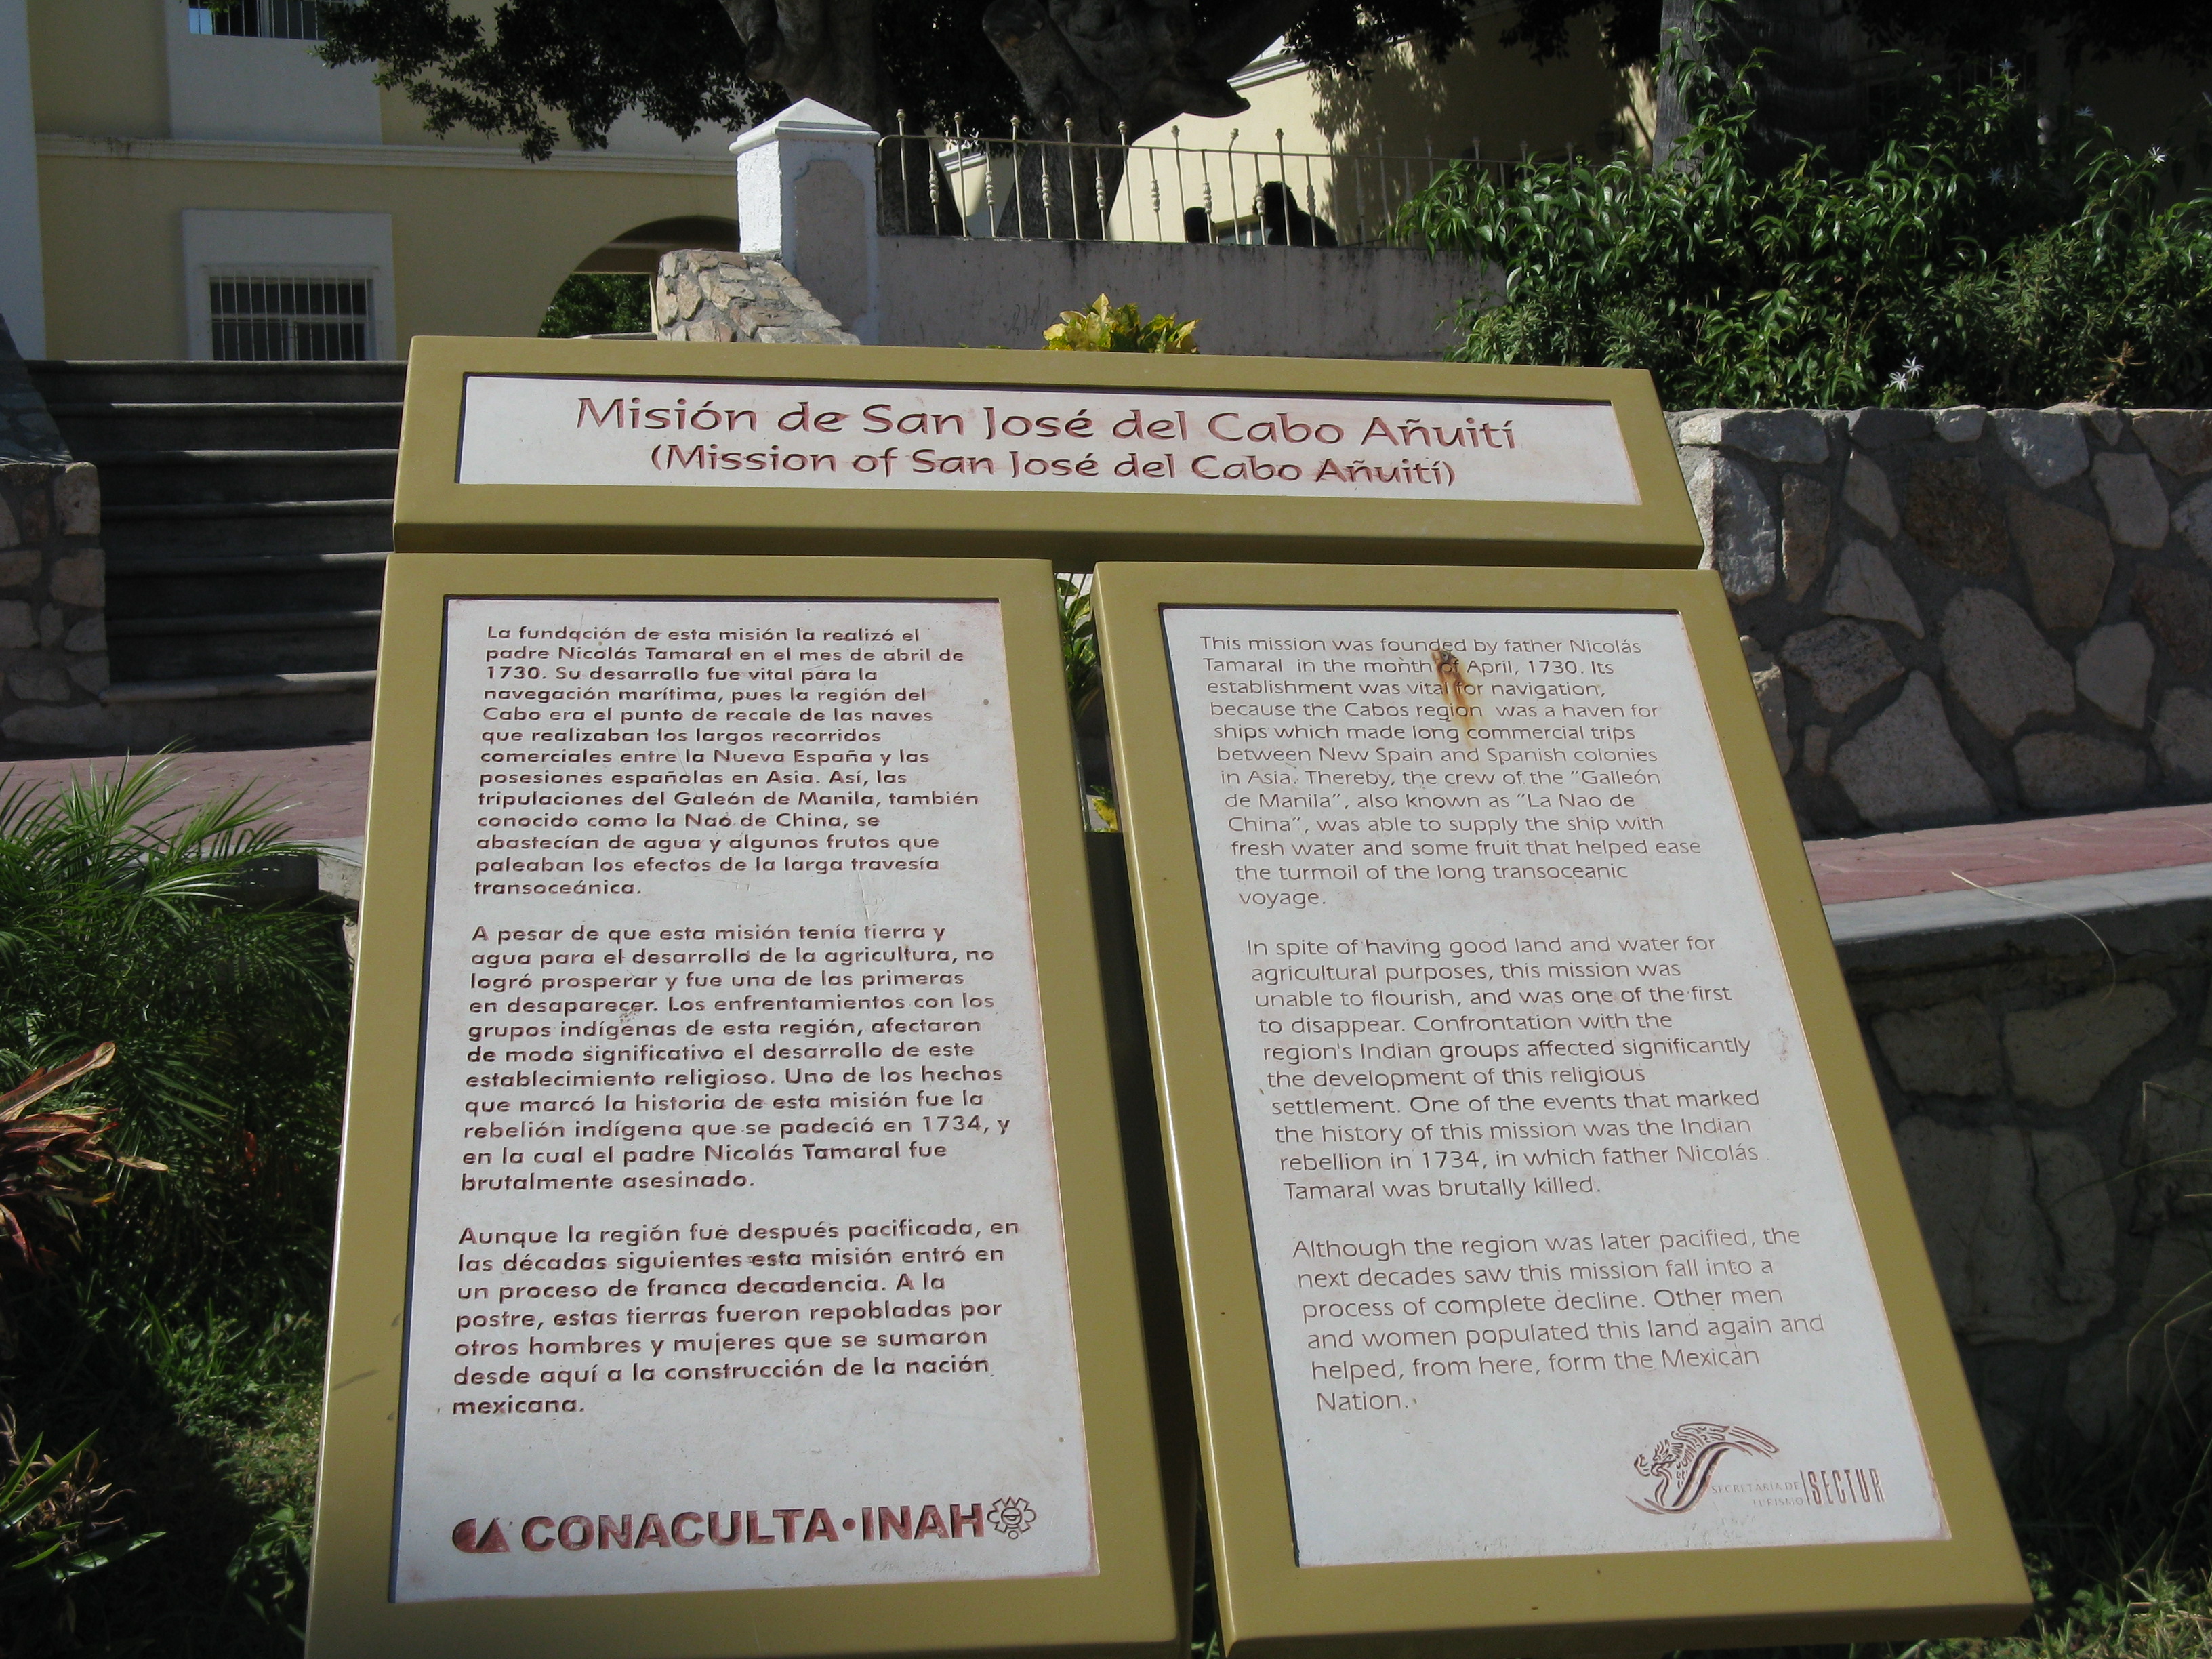 Misión de San José del Cabo Añuití
(Mission of San José del Cabo Añuití)
La fundación de esta misión la realizó el
padre Nicolás Tamaral en el mes de abril de
1730. Su desarrollo fue vital para la
navegación marítima, pues la región del
Cabo era el punto de recale de las naves
que realizaban los largos recorridos
comerciales entre la Nueva España y las
posesiones españolas en Asia. Así, las
tripulaciones del Galeón de Manila, también
conocido como la Nao de China, se
abastecían de agua y algunos frutos que
paleaban los efectos de la larga travesía
transoceánica.
A pesar de que esta misión tenía tierra y
agua para el desarrollo de la agricultura, no
logró prosperar y fue una de las primeras
en desaparecer. Los enfrentamientos con los
grupos indígenas de esta región, afectaron
de modo significativo el desarrollo de este
establecimiento religioso. Uno de los hechos
que marcó la historia de esta misión fue la
rebelión indígena que se padeció en 1734, y
en la cual el padre Nicolás Tamaral fue
brutalmente asesinado.
Aunque la región fue después pacificada, en
las décadas siguientes esta misión entró en
un proceso de franca decadencia. A la
postre, estas tierras fueron repobladas por
otros hombres y mujeres que se sumaron
desde aquí a la construcción de la nación
mexicana.
CONACULTA•INAH
This mission was founded by father Nicolás
Tamaral in the month of April, 1730. Its
establishment was vital for navigation,
because the Cabos region was a haven for
ships which made long commercial trips
between New Spain and Spanish colonies
in Asia. Thereby, the crew of the "Galleón
de Manila", also known as "La Nao de
China", was able to supply the ship with
fresh water and some fruit that helped ease
the turmoil of the long transoceanic
voyage.
In spite of having good land and water for
agricultural purposes, this mission was
unable to flourish, and was one of the first
to disappear. Confrontation with the
region's Indian groups affected significantly
the development of this religious
settlement. One of the events that marked
the history of this mission was the Indian
rebellion in 1734, in which father Nicolás
Tamaral was brutally killed.
Although the region was later pacified, the
next decades saw this mission fall into a
process of complete decline. Other men
and women populated this land again and
helped, from here, form the Mexican
Nation.
SECRETARIA DE
TURISMO
SECTUR